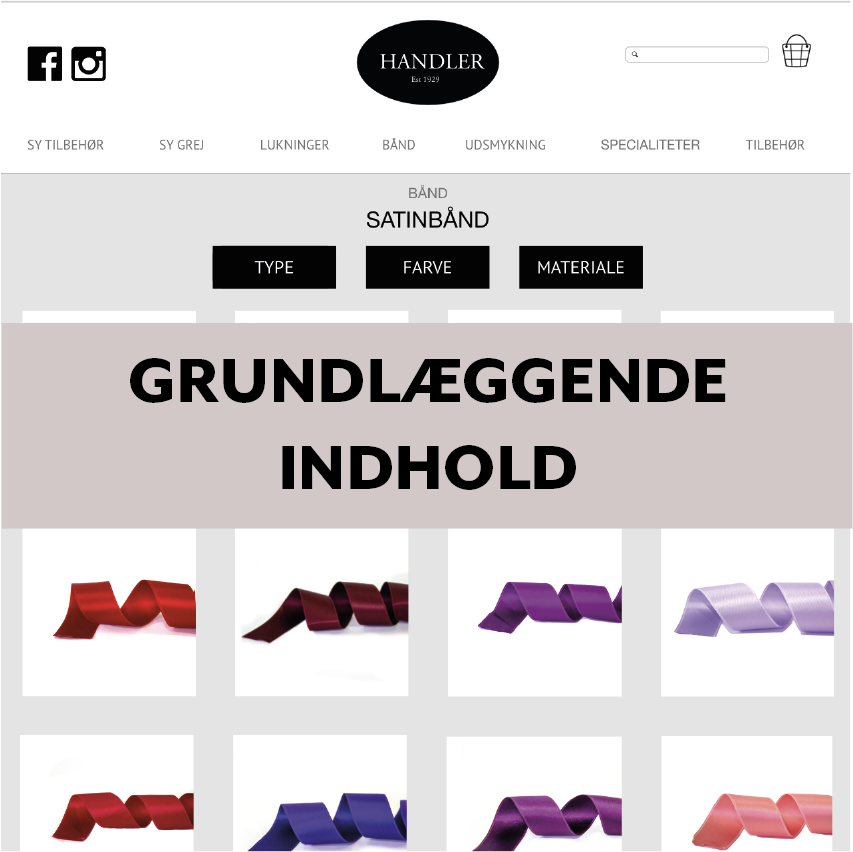 HANDLER
Est 1929
SY TILBEHØR SY GREJ LUKNINGER BÅND UDSMYKNING SPECIALITETER TILBEHØR
BÅND
SATINBÅND
TYPE FARVE MATERIALE
GRUNDLÆGGENDE
INDHOLD